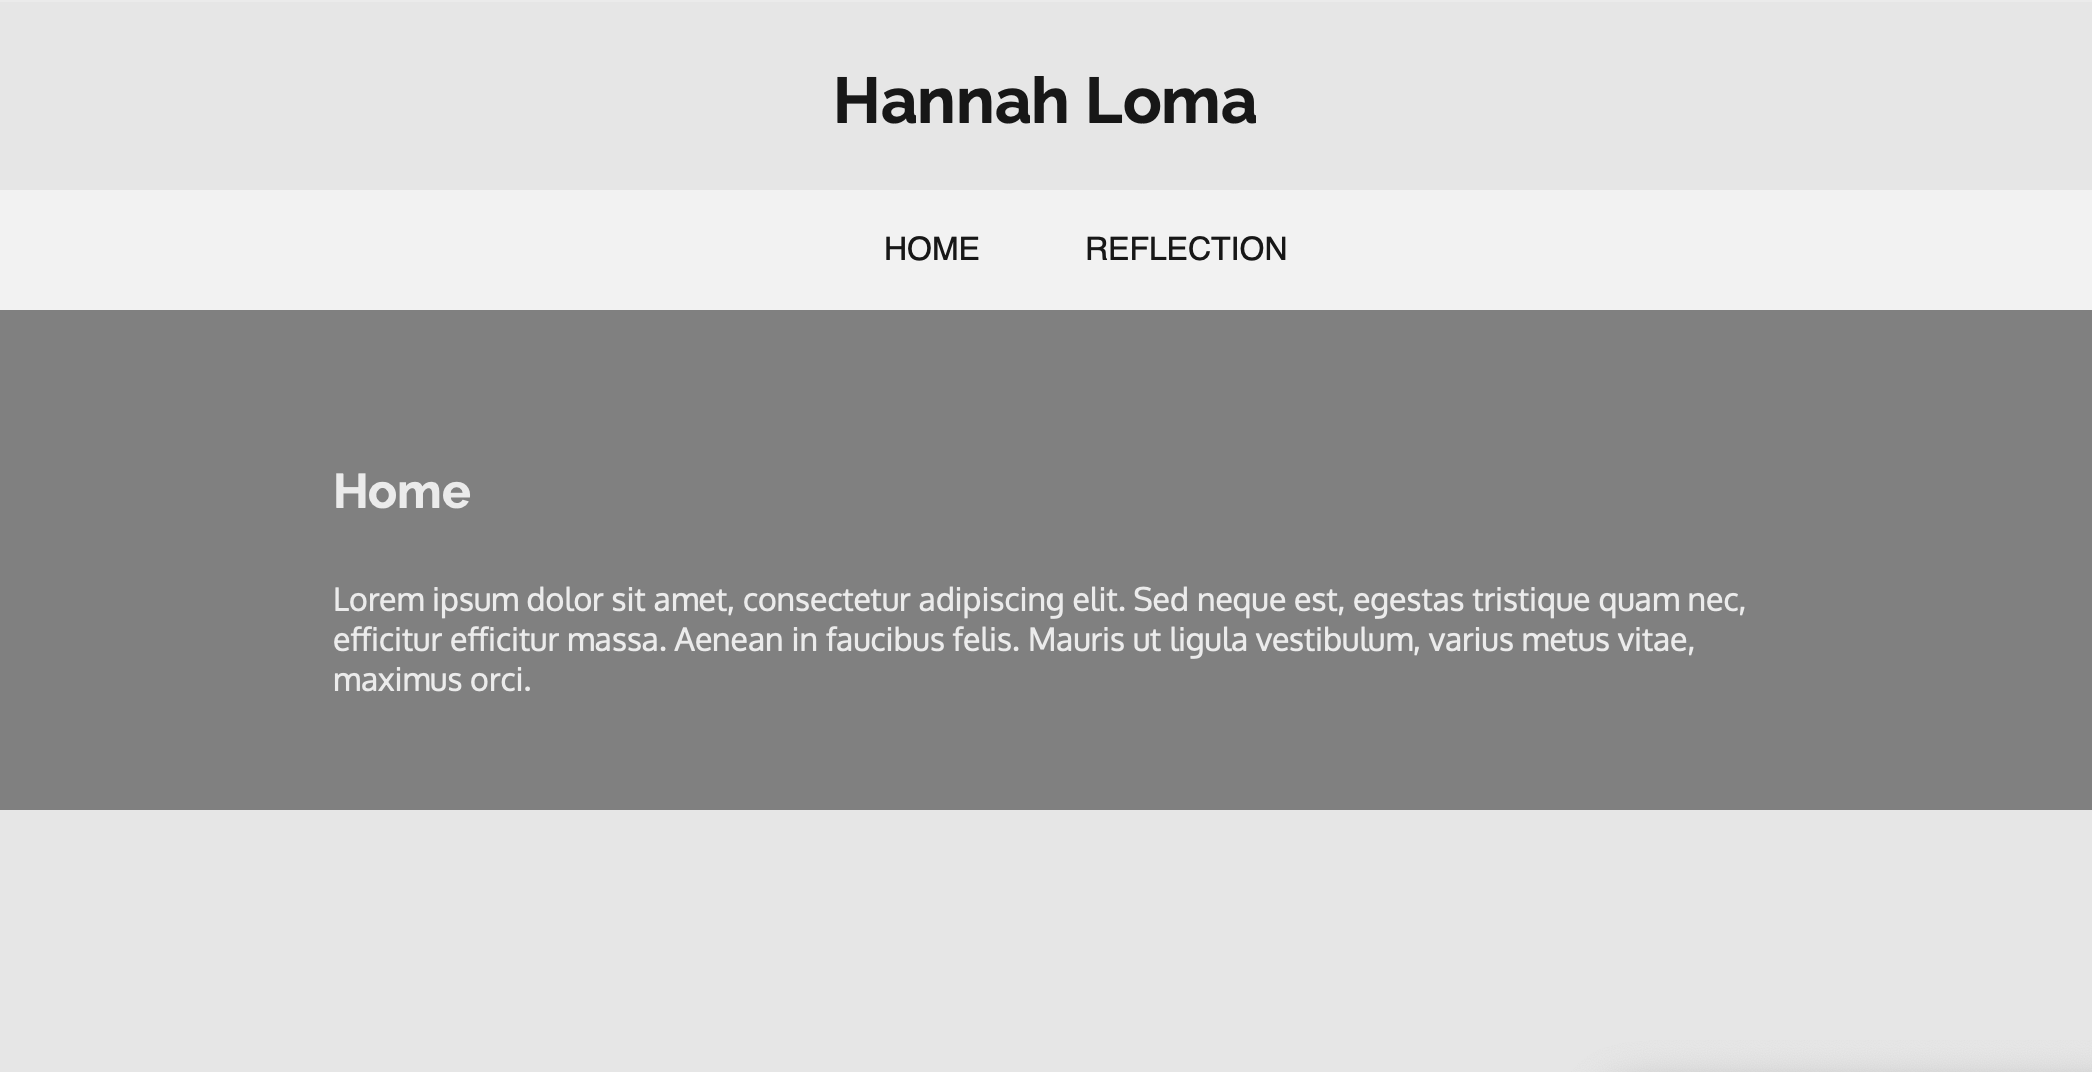 Hannah Loma
HOME REFLECTION
Home
Lorem ipsum dolor sit amet, consectetur adipiscing elit. Sed neque est, egestas tristique quam nec,
efficitur efficitur massa. Aenean in faucibus felis. Mauris ut ligula vestibulum, varius metus vitae,
maximus orci.